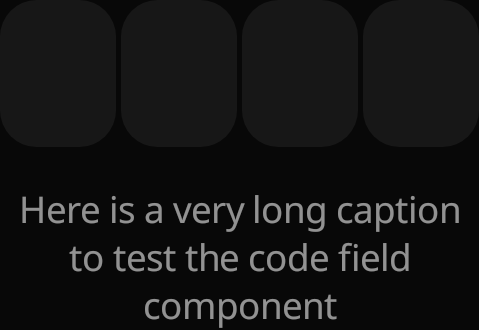 Here is a very long caption
to test the code field
component